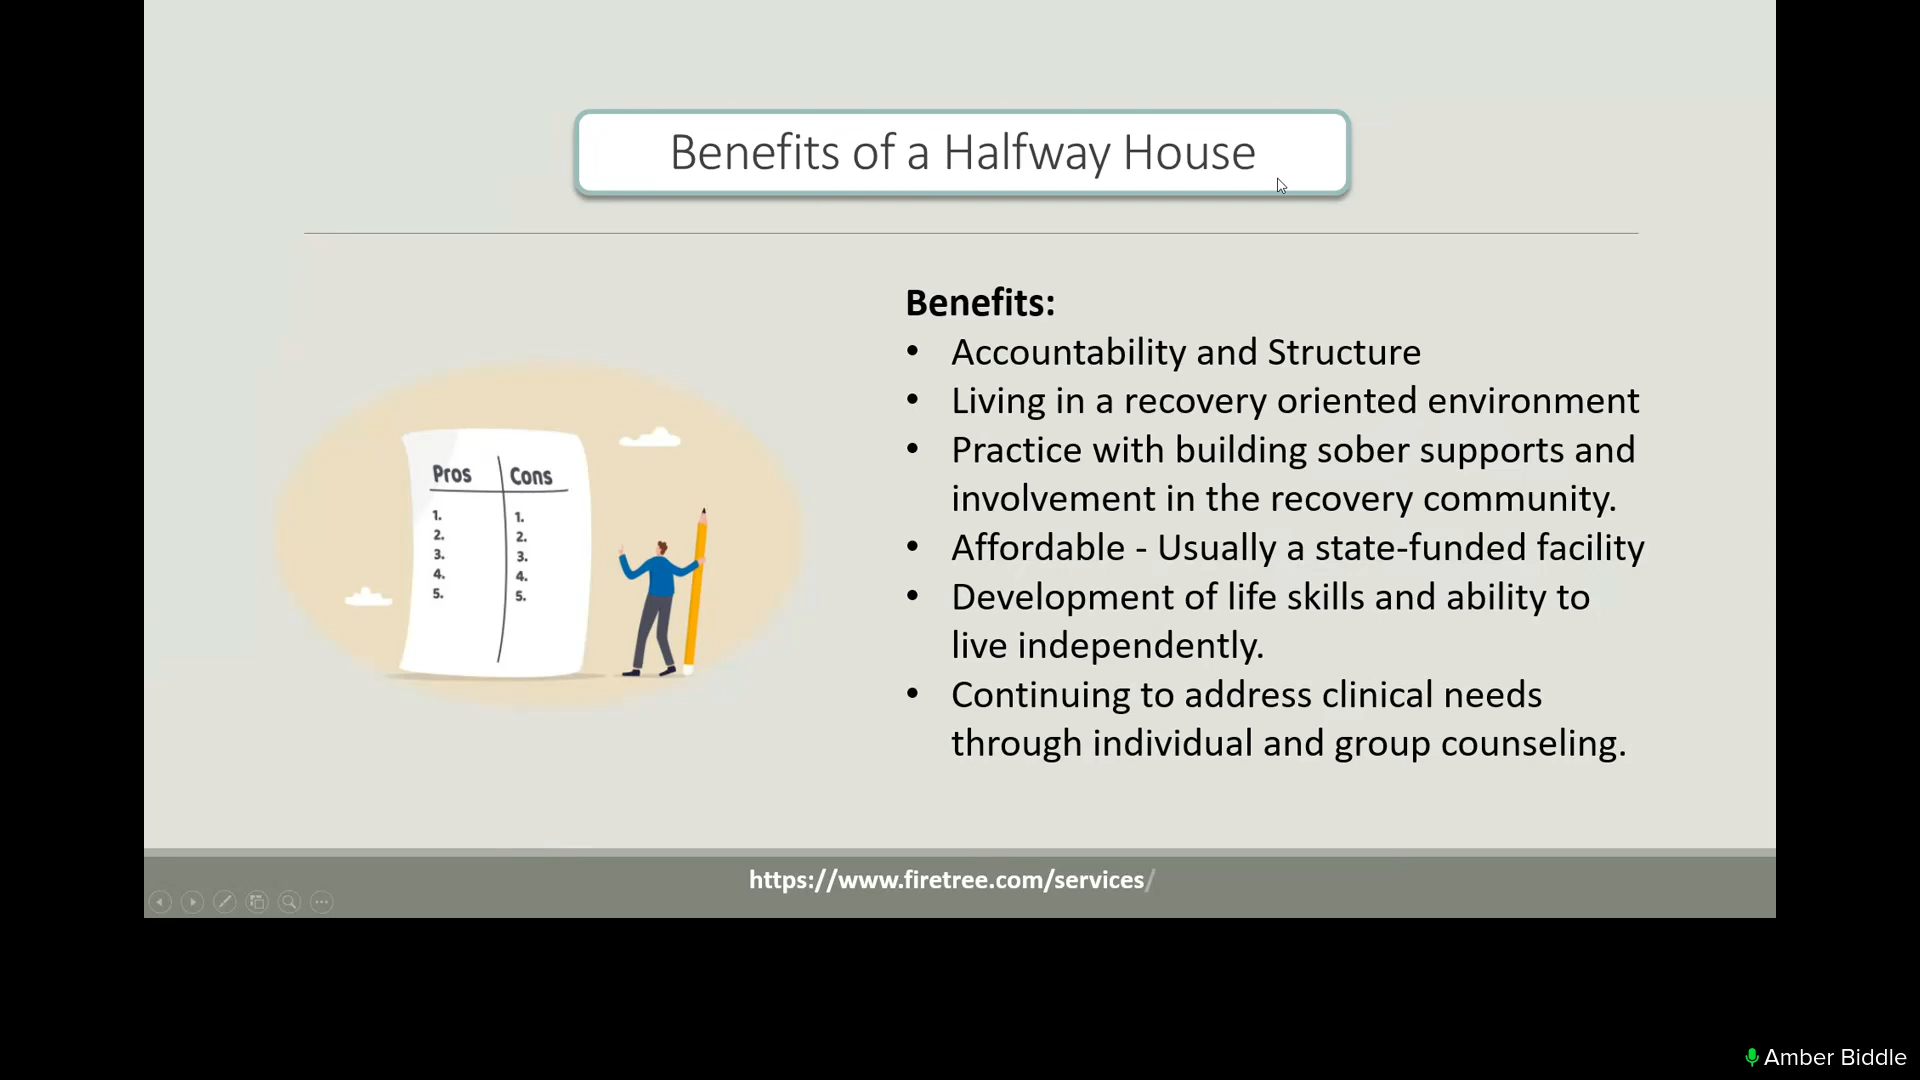 Benefits of a Halfway House
Benefits:
• Accountability and Structure
• Living in a recovery oriented environment
• Practice with building sober supports and
involvement in the recovery community.
• Affordable - Usually a state-funded facility
• Development of life skills and ability to
live independently.
• Continuing to address clinical needs
through individual and group counseling.
Pros Cons
1. 1.
2. 2.
3. 3.
4. 4.
5. 5.
https://www.firetree.com/services/
Amber Biddle